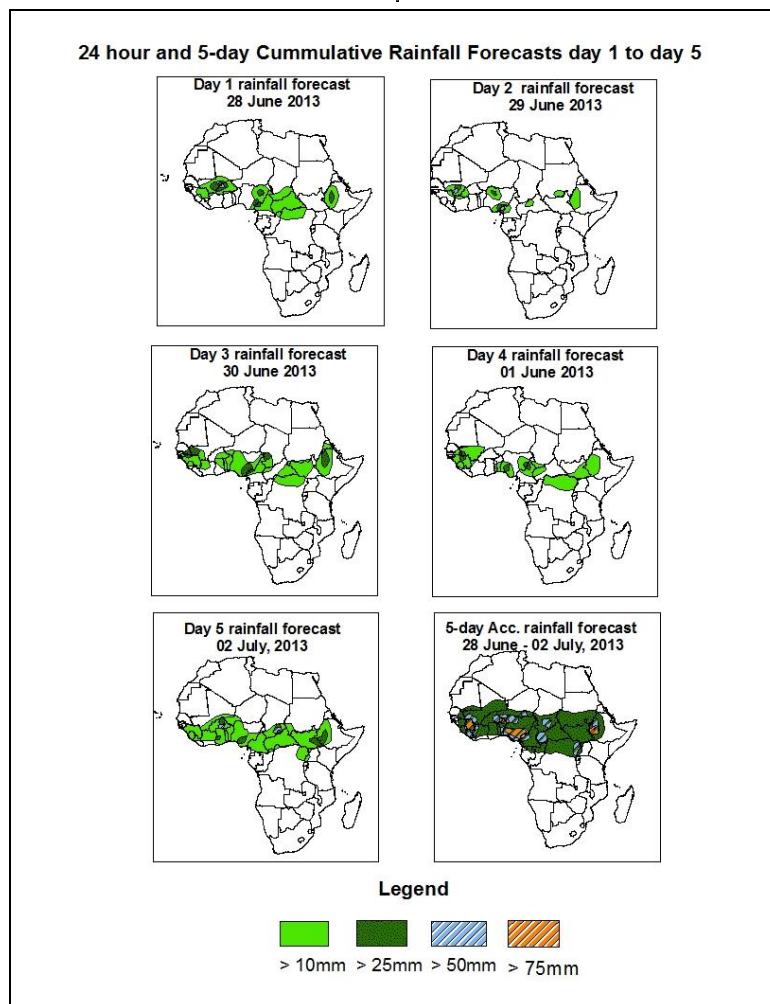 24 hour and 5-day Cummulative Rainfall Forecasts day 1 to day 5
Day 1 rainfall forecast
28 June 2013
Day 2 rainfall forecast
29 June 2013
Day 3 rainfall forecast
30 June 2013
Day 4 rainfall forecast
01 June 2013
Day 5 rainfall forecast
02 July, 2013
5-day Acc. rainfall forecast
28 June - 02 July, 2013
Legend
> 10mm > 25mm > 50mm > 75mm